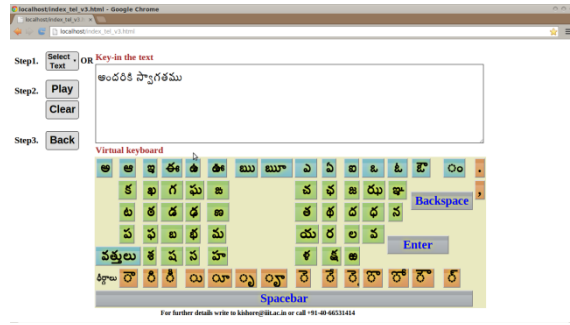 localhost/index_tel_v3.html - Google Chrome
localhost/index_tel_v3.h
localhost/index_tel_v3.html
Step1.
Select Text
OR
Key-in the text
అందరికి స్వాగతము
Step2.
Play
Clear
Step3.
Back
Virtual keyboard
అ ఆ ఇ ఈ ఉ ఊ ఋ ౠ ఎ ఏ ఐ ఒ ఓ ఔ ం .
క ఖ గ ఘ ఙ చ ఛ జ ఝ ఞ ,
Backspace
ట ఠ డ ఢ ణ త థ ద ధ న
ప ఫ బ భ మ య ర ల వ
Enter
వత్తులు శ ష స హ ళ క్ష ఱ
Spacebar
For further details write to kishore@iiit.ac.in or call +91-40-66531414